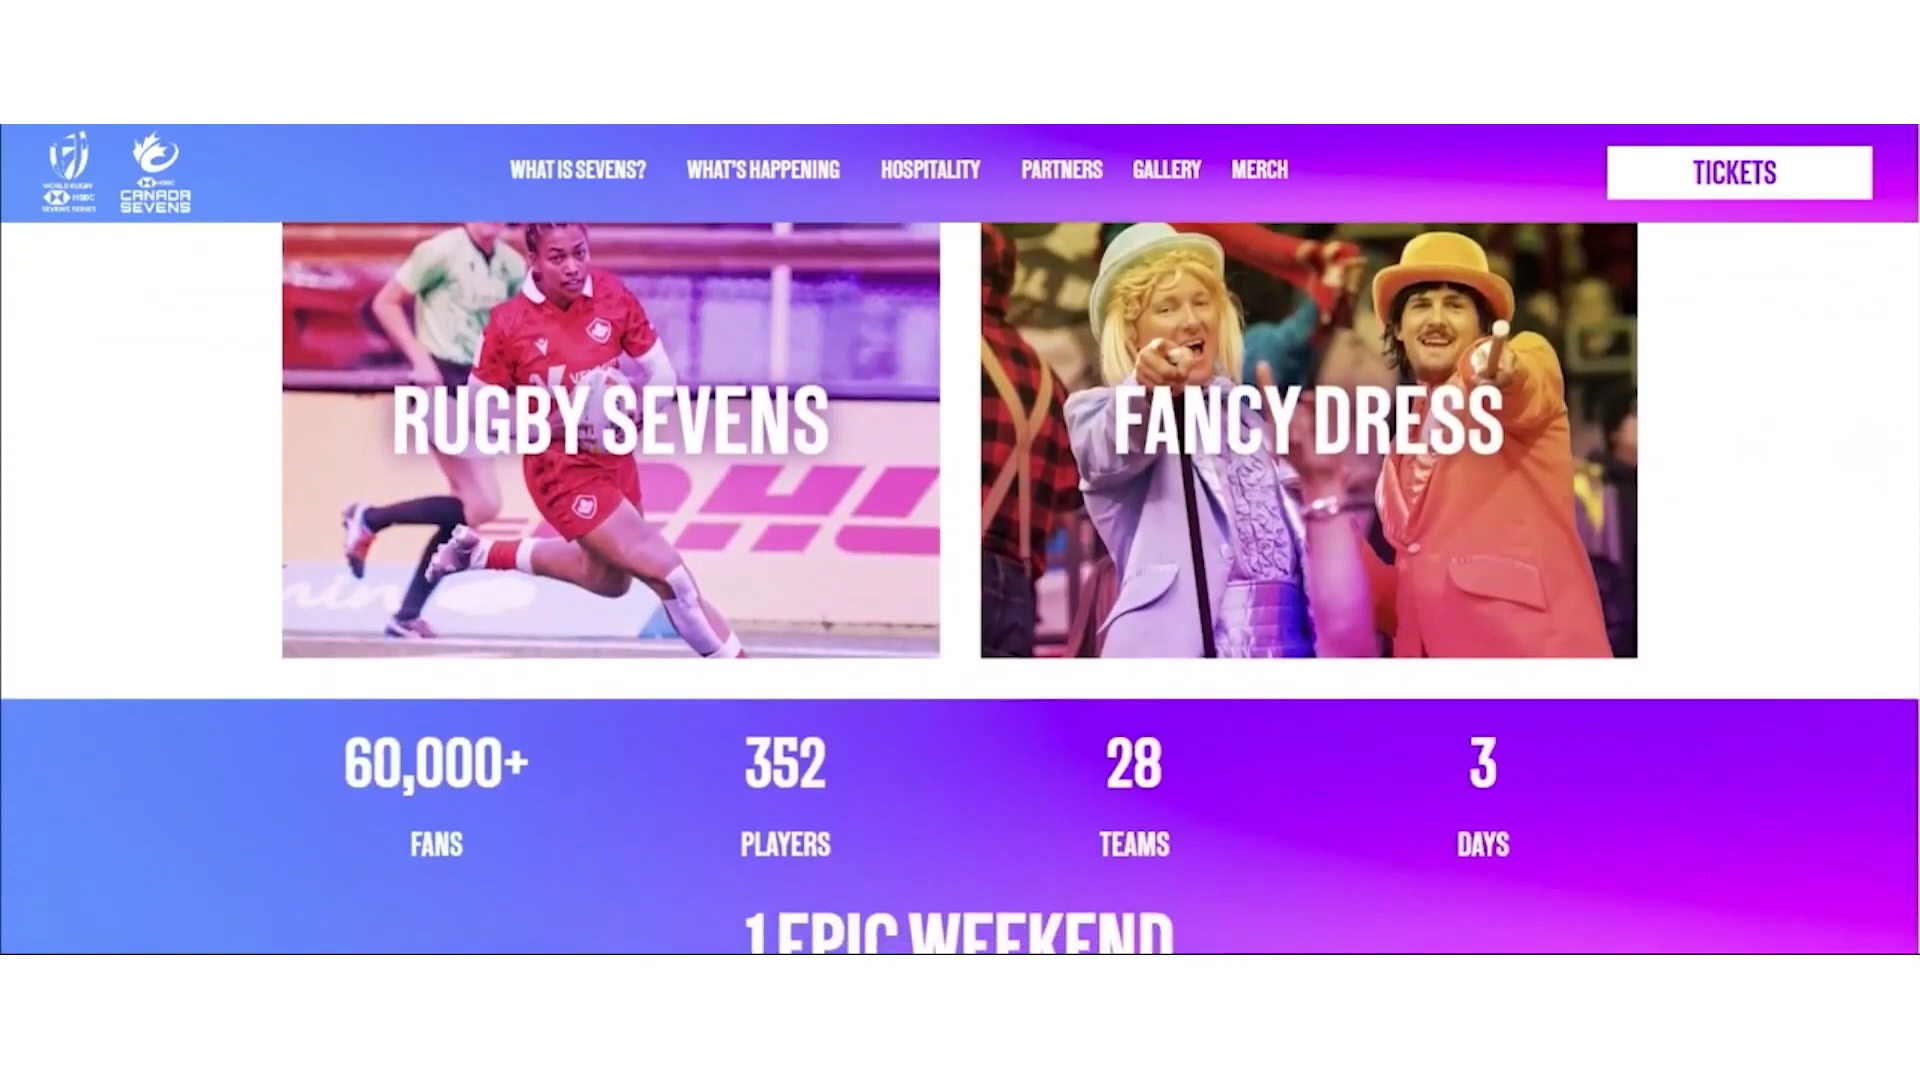 WORLD RUGBY
HSBC
SEVENS SERIES
HSBC
CANADA
SEVENS
WHAT IS SEVENS?
WHAT'S HAPPENING
HOSPITALITY
PARTNERS
GALLERY
MERCH
TICKETS
RUGBY SEVENS
FANCY DRESS
DHL
60,000+
FANS
352
PLAYERS
28
TEAMS
3
DAYS
1 EPIC WEEKEND